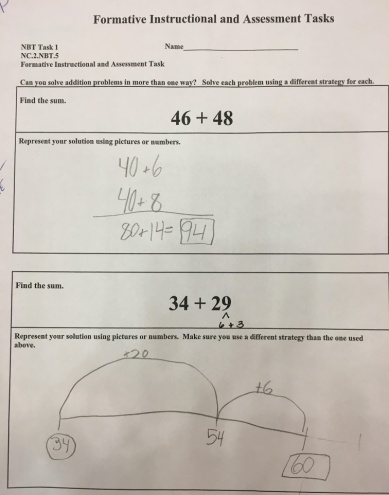 Formative Instructional and Assessment Tasks
NBT Task 1
Name
NC.2.NBT.5
Formative Instructional and Assessment Task
Can you solve addition problems in more than one way? Solve each problem using a different strategy for each.
Find the sum.
46 + 48
Represent your solution using pictures or numbers.
40+6
40+8
80+14= 94
Find the sum.
34 + 29
6 + 3
Represent your solution using pictures or numbers. Make sure you use a different strategy than the one used
above.
+20
+6
34
54
60